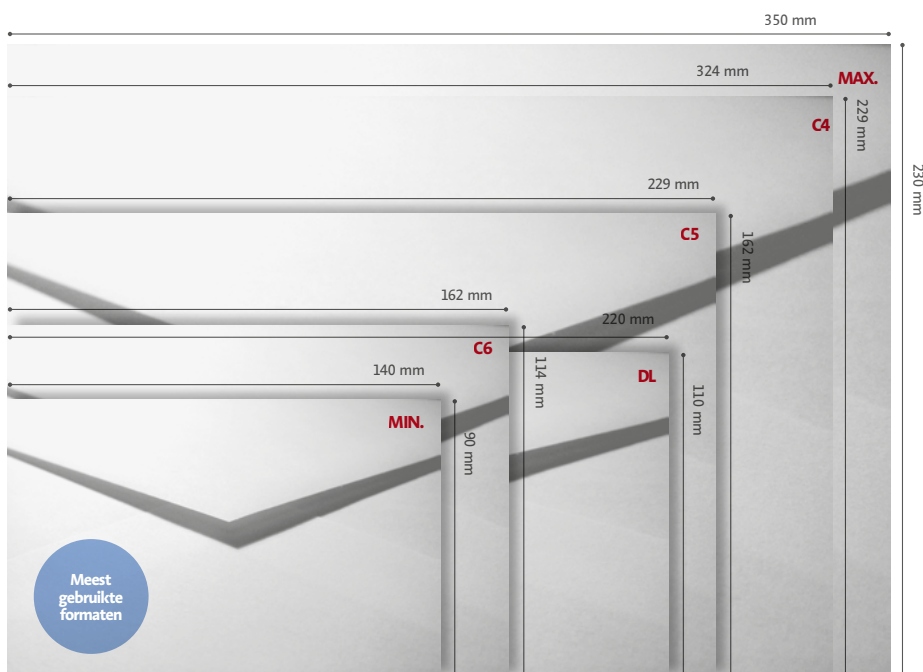 350 mm
324 mm
MAX.
229 mm
C4
230 mm
229 mm
C5
162 mm
162 mm
220 mm
C6
114 mm
140 mm
DL
110 mm
MIN.
90 mm
Meest
gebruikte
formaten